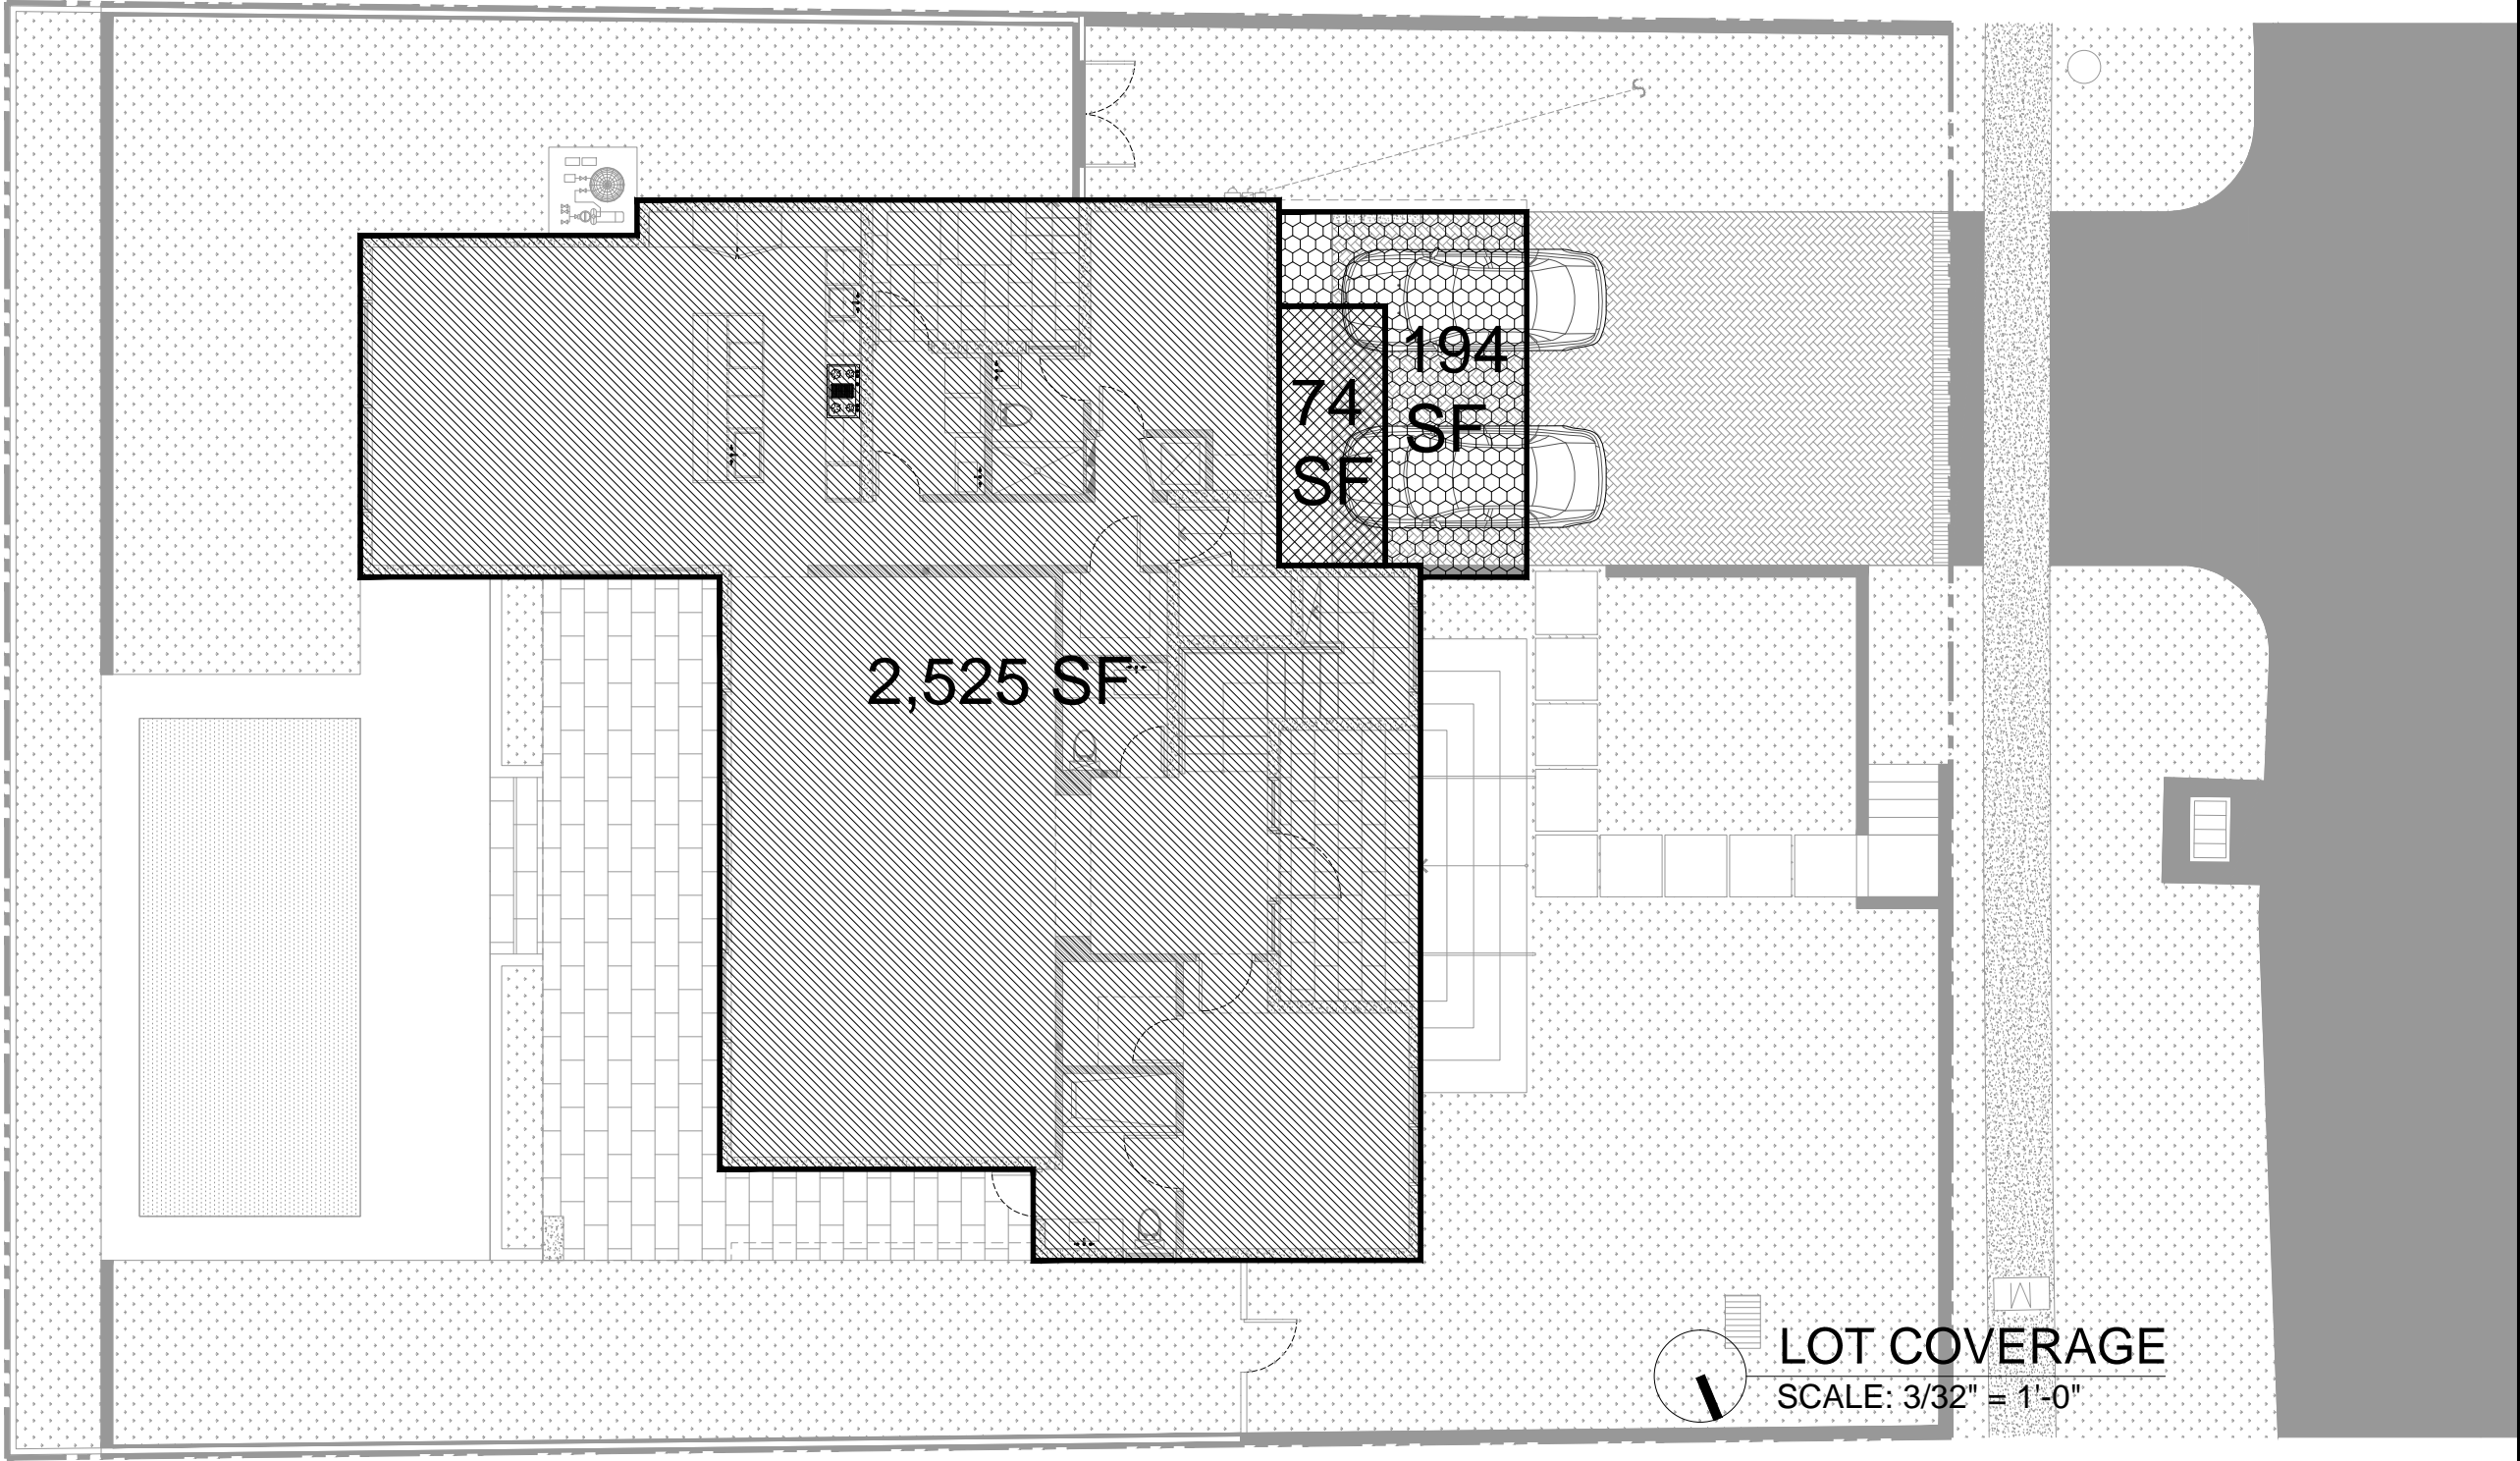 194
SF
74
SF
2,525 SF
LOT COVERAGE
SCALE: 3/32" = 1'-0"